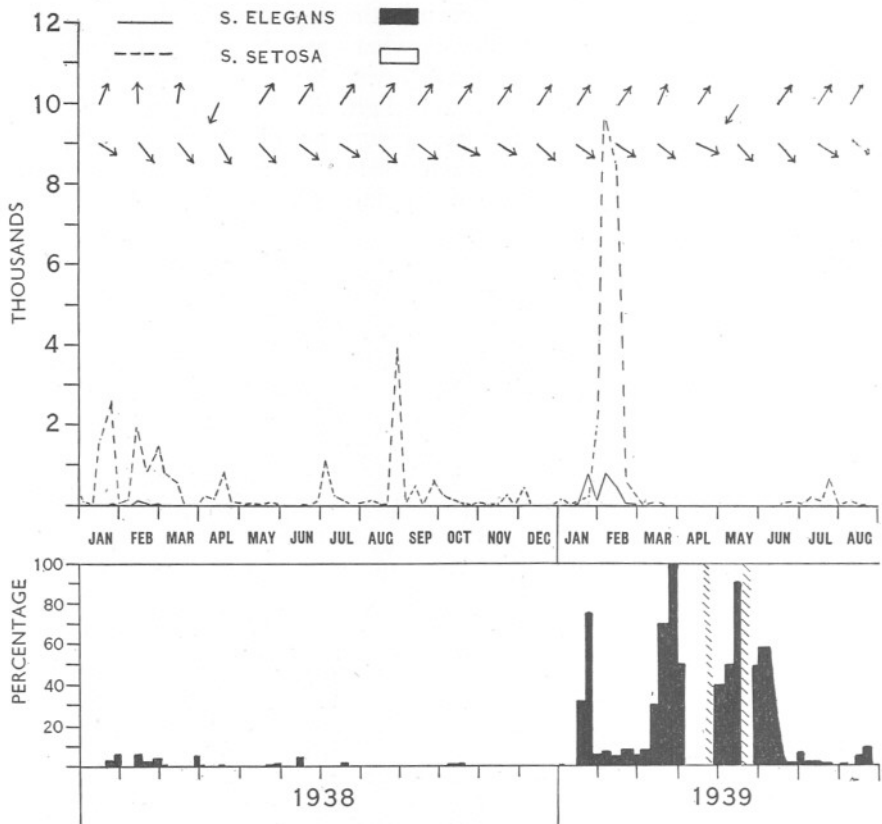 12
S. ELEGANS
S. SETOSA
10
8
6
4
2
THOUSANDS
JAN FEB MAR APL MAY JUN JUL AUG SEP OCT NOV DEC JAN FEB MAR APL MAY JUN JUL AUG
100
80
60
40
20
PERCENTAGE
1938 1939